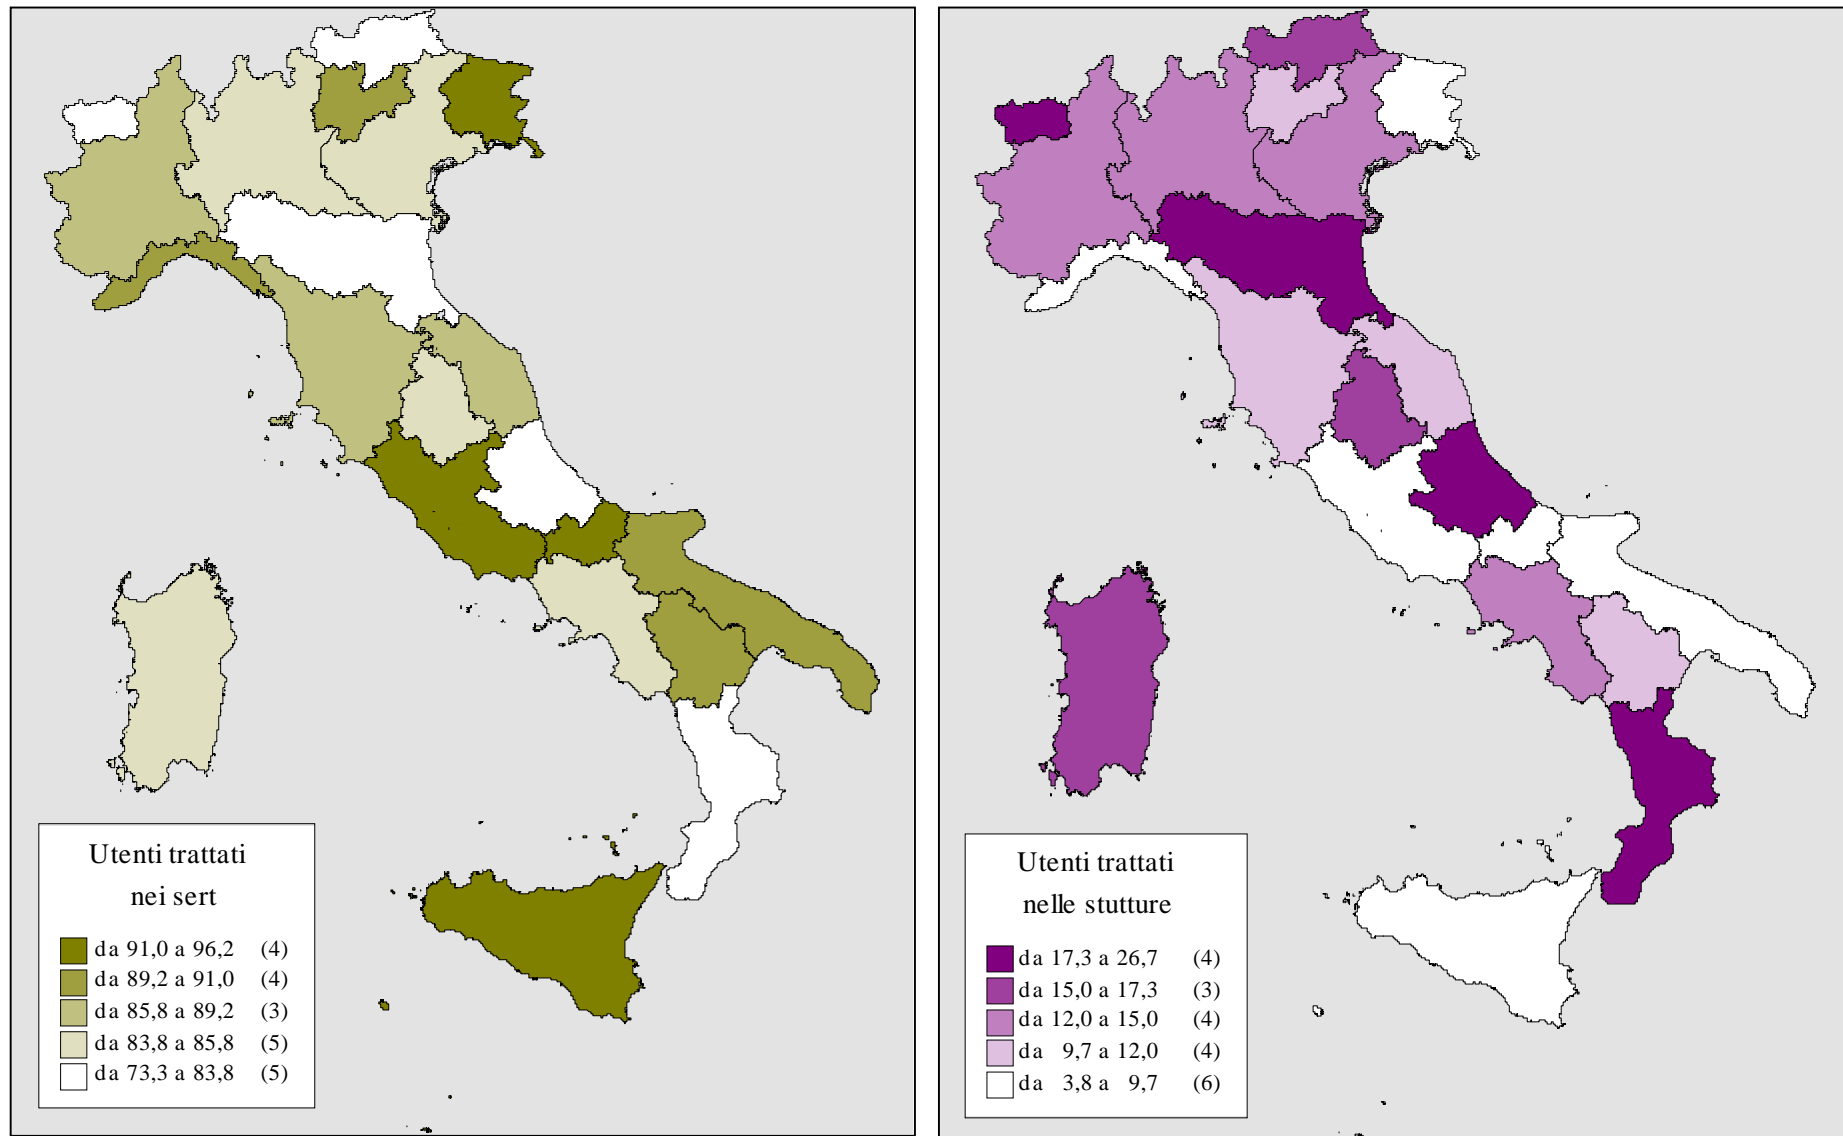 Utenti trattati
nei sert
da 91,0 a 96,2 (4)
da 89,2 a 91,0 (4)
da 85,8 a 89,2 (3)
da 83,8 a 85,8 (5)
da 73,3 a 83,8 (5)
Utenti trattati
nelle stutture
da 17,3 a 26,7 (4)
da 15,0 a 17,3 (3)
da 12,0 a 15,0 (4)
da 9,7 a 12,0 (4)
da 3,8 a 9,7 (6)